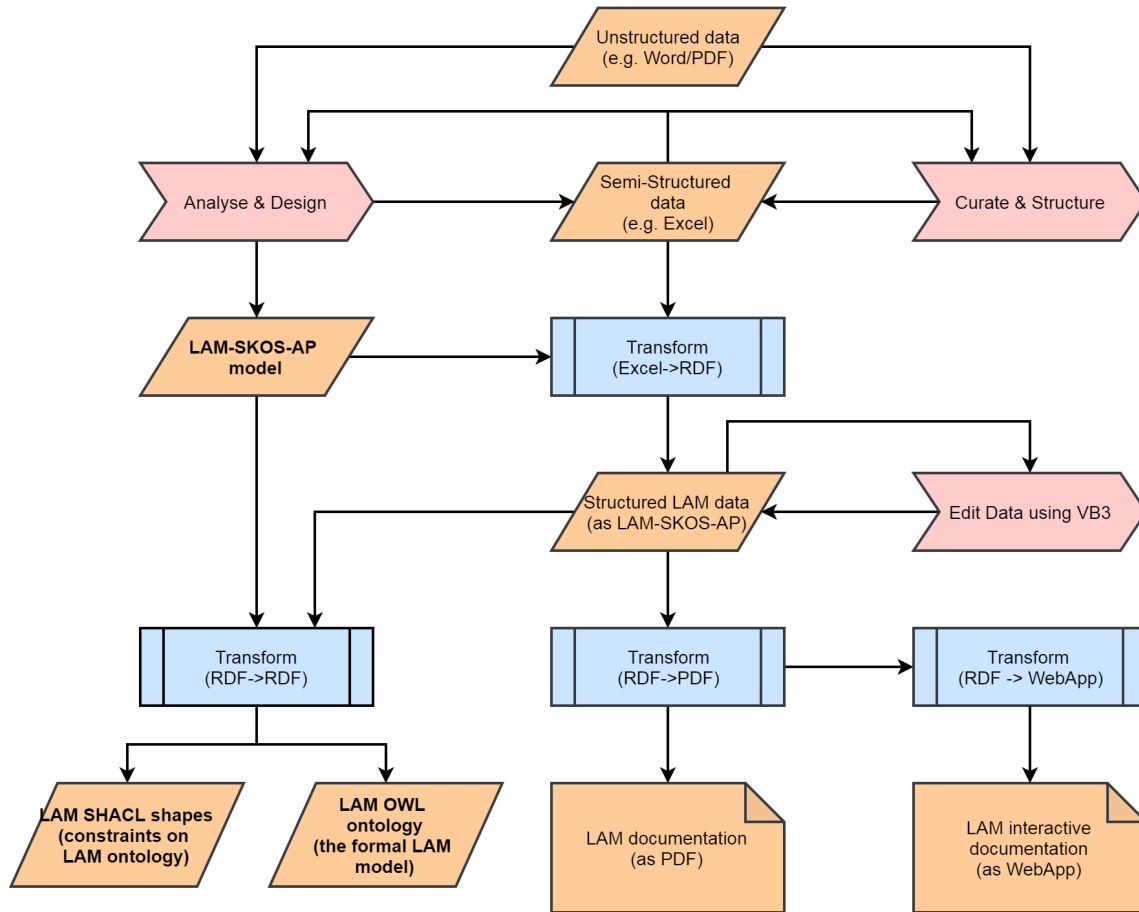 Unstructured data
(e.g. Word/PDF)
Analyse & Design
Semi-Structured
data
(e.g. Excel)
Curate & Structure
LAM-SKOS-AP
model
Transform
(Excel->RDF)
Structured LAM data
(as LAM-SKOS-AP)
Edit Data using VB3
Transform
(RDF->RDF)
Transform
(RDF->PDF)
Transform
(RDF -> WebApp)
LAM SHACL shapes
(constraints on
LAM ontology)
LAM OWL
ontology
(the formal LAM
model)
LAM documentation
(as PDF)
LAM interactive
documentation
(as WebApp)